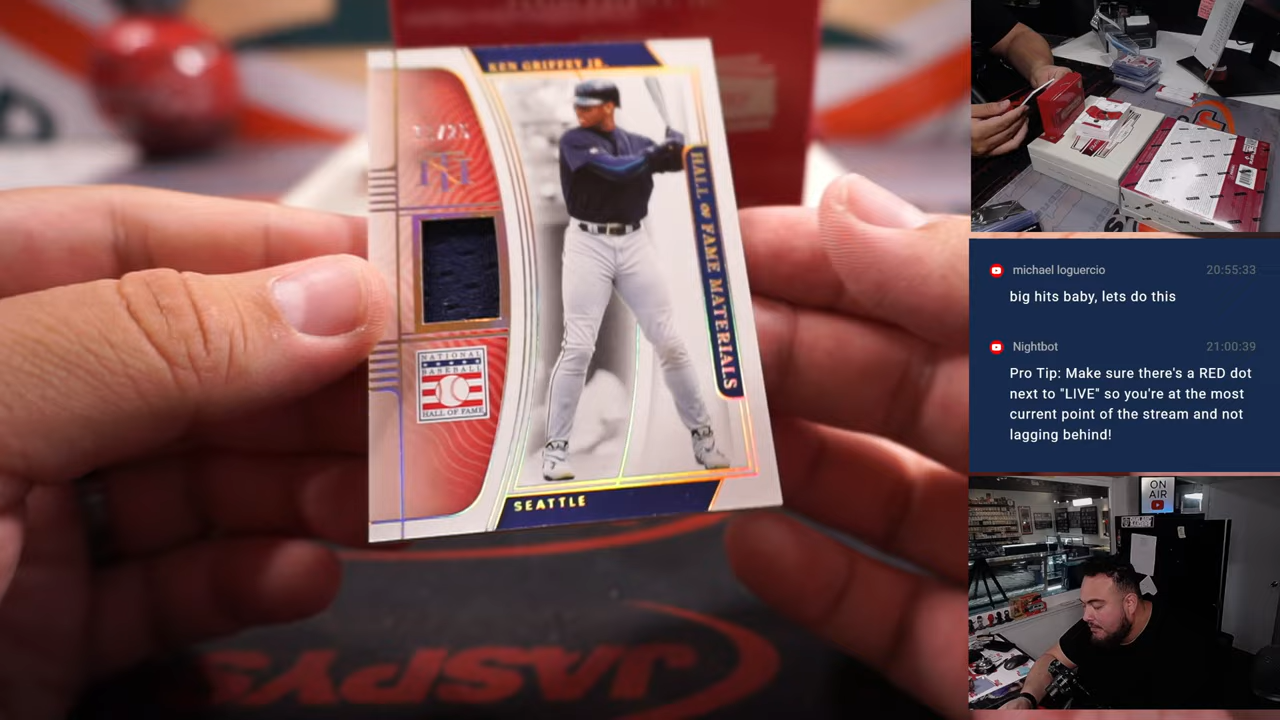 KEN GRIFFEY JR.
HALL OF FAME MATERIALS
NATIONAL
BASEBALL
HALL OF FAME
SEATTLE
JASPYS
michael loguercio
20:55:33
big hits baby, lets do this
Nightbot
21:00:39
Pro Tip: Make sure there's a RED dot
next to "LIVE" so you're at the most
current point of the stream and not
lagging behind!
ON
AIR